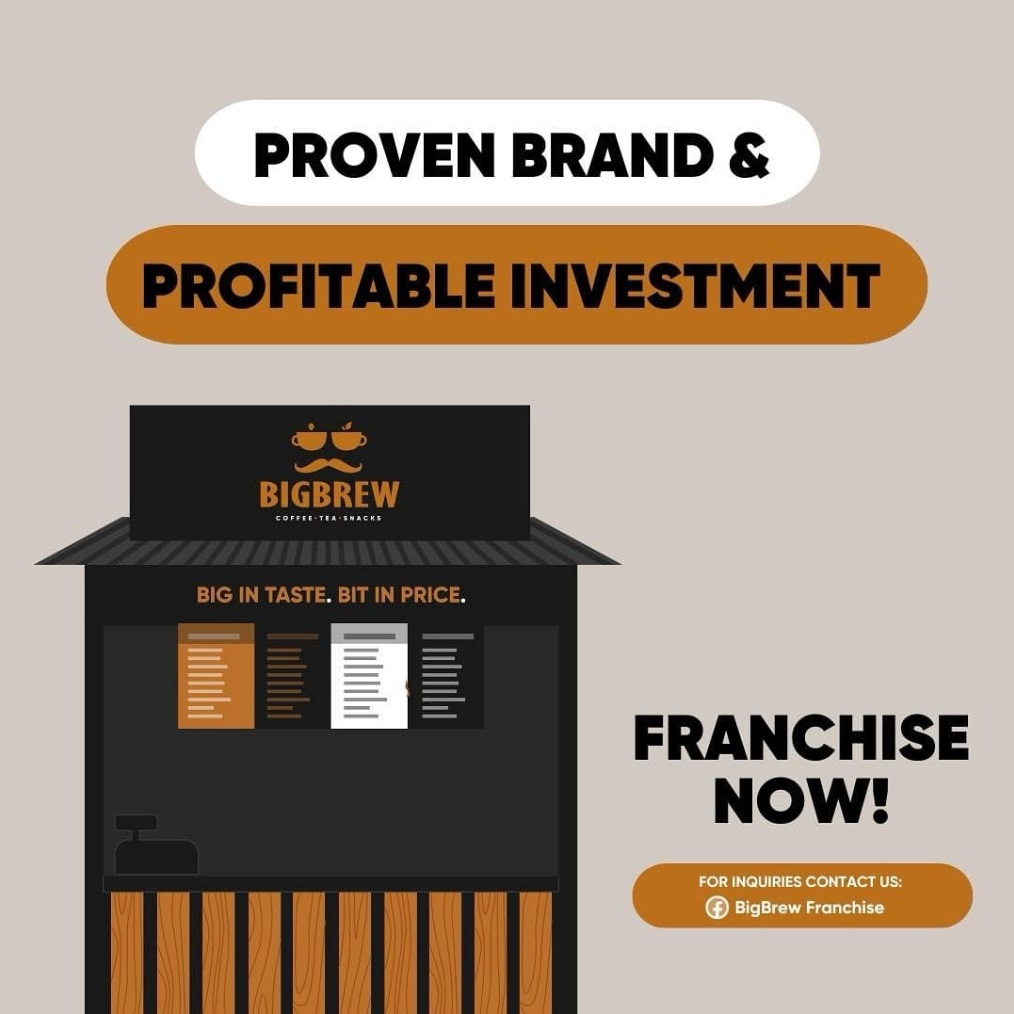 PROVEN BRAND &
PROFITABLE INVESTMENT
BIGBREW
COFFEE·TEA·SNACKS
BIG IN TASTE. BIT IN PRICE.
FRANCHISE
NOW!
FOR INQUIRIES CONTACT US:
BigBrew Franchise